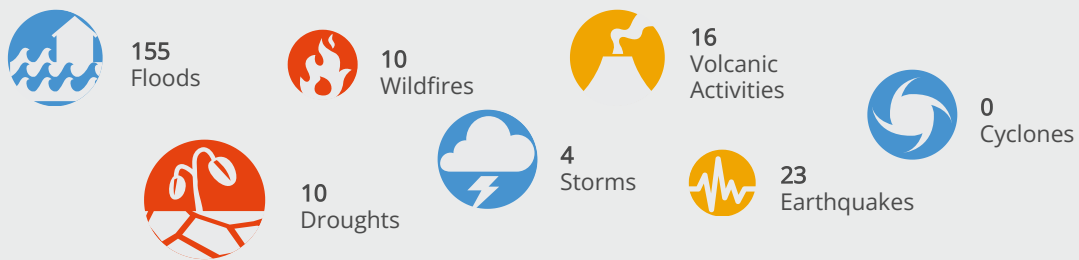 155
Floods
10
Wildfires
16
Volcanic
Activities
0
Cyclones
10
Droughts
4
Storms
23
Earthquakes